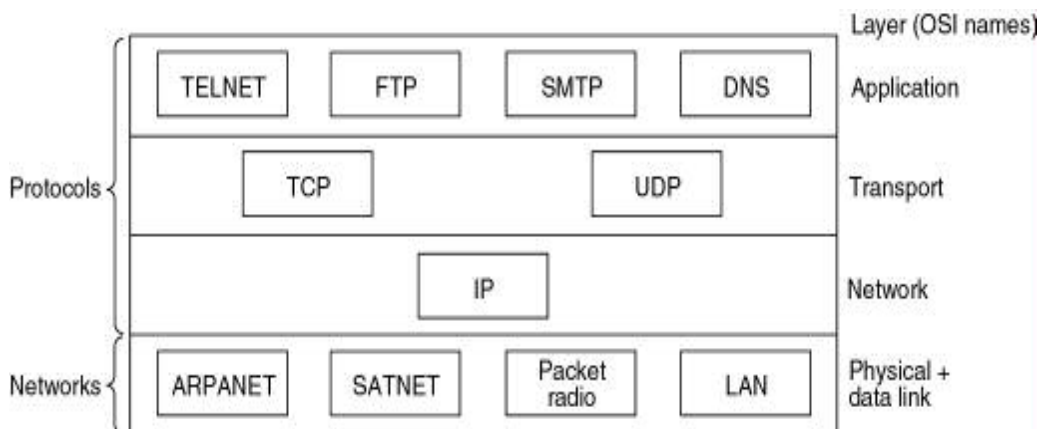 Layer (OSI names)
TELNET FTP SMTP DNS Application
Protocols TCP UDP Transport
IP Network
Networks ARPANET SATNET Packet radio LAN Physical +
data link